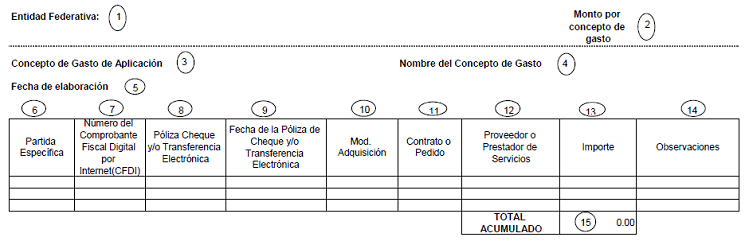 Entidad Federativa: 1
Monto por
concepto de
gasto 2
Concepto de Gasto de Aplicación 3
Nombre del Concepto de Gasto 4
Fecha de elaboración 5
6 7 8 9 10 11 12 13 14
Partida
Específica
Número del
Comprobante
Fiscal Digital
por
Internet(CFDI)
Póliza Cheque
y/o Transferencia
Electrónica
Fecha de la Póliza de
Cheque y/o
Transferencia
Electrónica
Mod.
Adquisición
Contrato o
Pedido
Proveedor o
Prestador de
Servicios
Importe
Observaciones
TOTAL
ACUMULADO
15 0.00